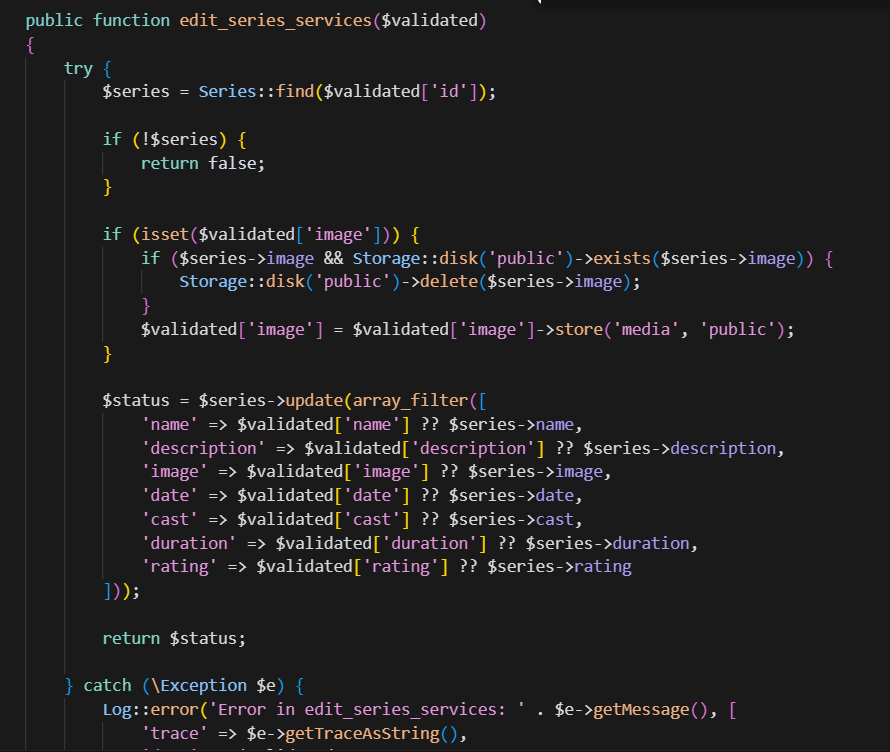 public function edit_series_services($validated)
{
    try {
        $series = Series::find($validated['id']);

        if (!$series) {
            return false;
        }

        if (isset($validated['image'])) {
            if ($series->image && Storage::disk('public')->exists($series->image)) {
                Storage::disk('public')->delete($series->image);
            }
            $validated['image'] = $validated['image']->store('media', 'public');
        }

        $status = $series->update(array_filter([
            'name' => $validated['name'] ?? $series->name,
            'description' => $validated['description'] ?? $series->description,
            'image' => $validated['image'] ?? $series->image,
            'date' => $validated['date'] ?? $series->date,
            'cast' => $validated['cast'] ?? $series->cast,
            'duration' => $validated['duration'] ?? $series->duration,
            'rating' => $validated['rating'] ?? $series->rating
        ]));

        return $status;

    } catch (\Exception $e) {
        Log::error('Error in edit_series_services: ' . $e->getMessage(), [
            'trace' => $e->getTraceAsString(),